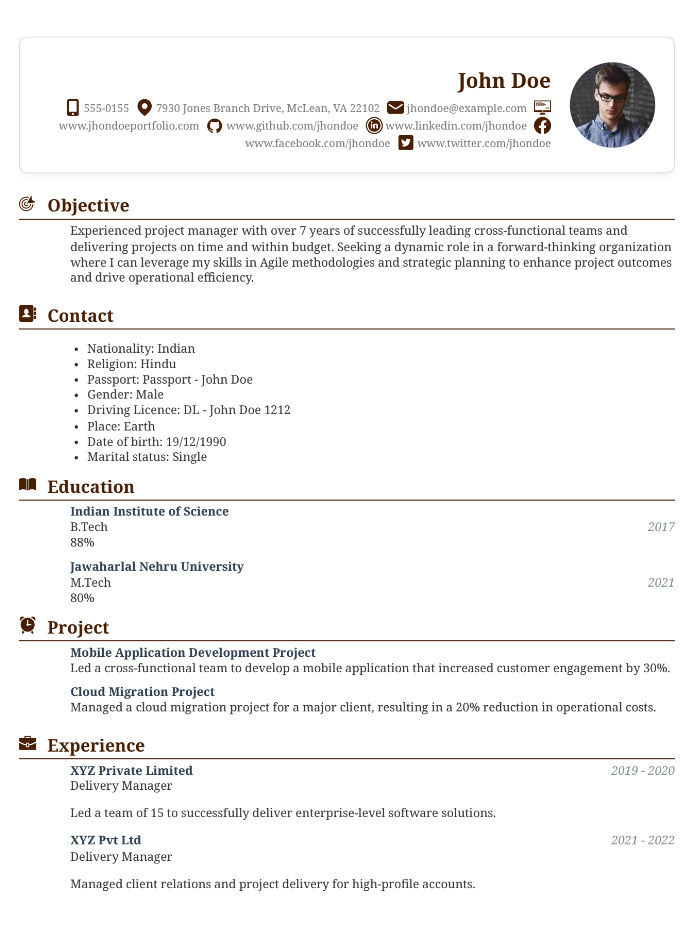 John Doe
555-0155 7930 Jones Branch Drive, McLean, VA 22102 jhondoe@example.com
www.jhondoeportfolio.com www.github.com/jhondoe www.linkedin.com/jhondoe
www.facebook.com/jhondoe www.twitter.com/jhondoe
Objective
Experienced project manager with over 7 years of successfully leading cross-functional teams and
delivering projects on time and within budget. Seeking a dynamic role in a forward-thinking organization
where I can leverage my skills in Agile methodologies and strategic planning to enhance project outcomes
and drive operational efficiency.
Contact
• Nationality: Indian
• Religion: Hindu
• Passport: Passport - John Doe
• Gender: Male
• Driving Licence: DL - John Doe 1212
• Place: Earth
• Date of birth: 19/12/1990
• Marital status: Single
Education
Indian Institute of Science
B.Tech 2017
88%
Jawaharlal Nehru University
M.Tech 2021
80%
Project
Mobile Application Development Project
Led a cross-functional team to develop a mobile application that increased customer engagement by 30%.
Cloud Migration Project
Managed a cloud migration project for a major client, resulting in a 20% reduction in operational costs.
Experience
XYZ Private Limited 2019 - 2020
Delivery Manager
Led a team of 15 to successfully deliver enterprise-level software solutions.
XYZ Pvt Ltd 2021 - 2022
Delivery Manager
Managed client relations and project delivery for high-profile accounts.